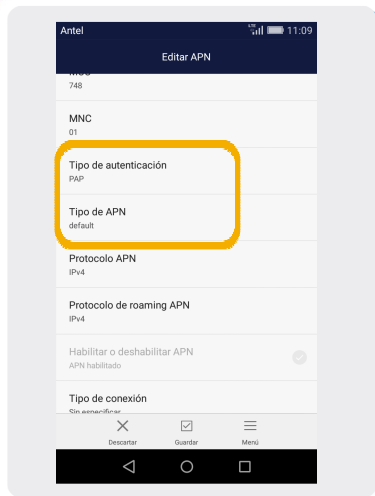 Antel LTE 11:09
Editar APN
748
MNC
01
Tipo de autenticación
PAP
Tipo de APN
default
Protocolo APN
IPv4
Protocolo de roaming APN
IPv4
Habilitar o deshabilitar APN
APN habilitado
Tipo de conexión
Sin especificar
Descartar Guardar Menú